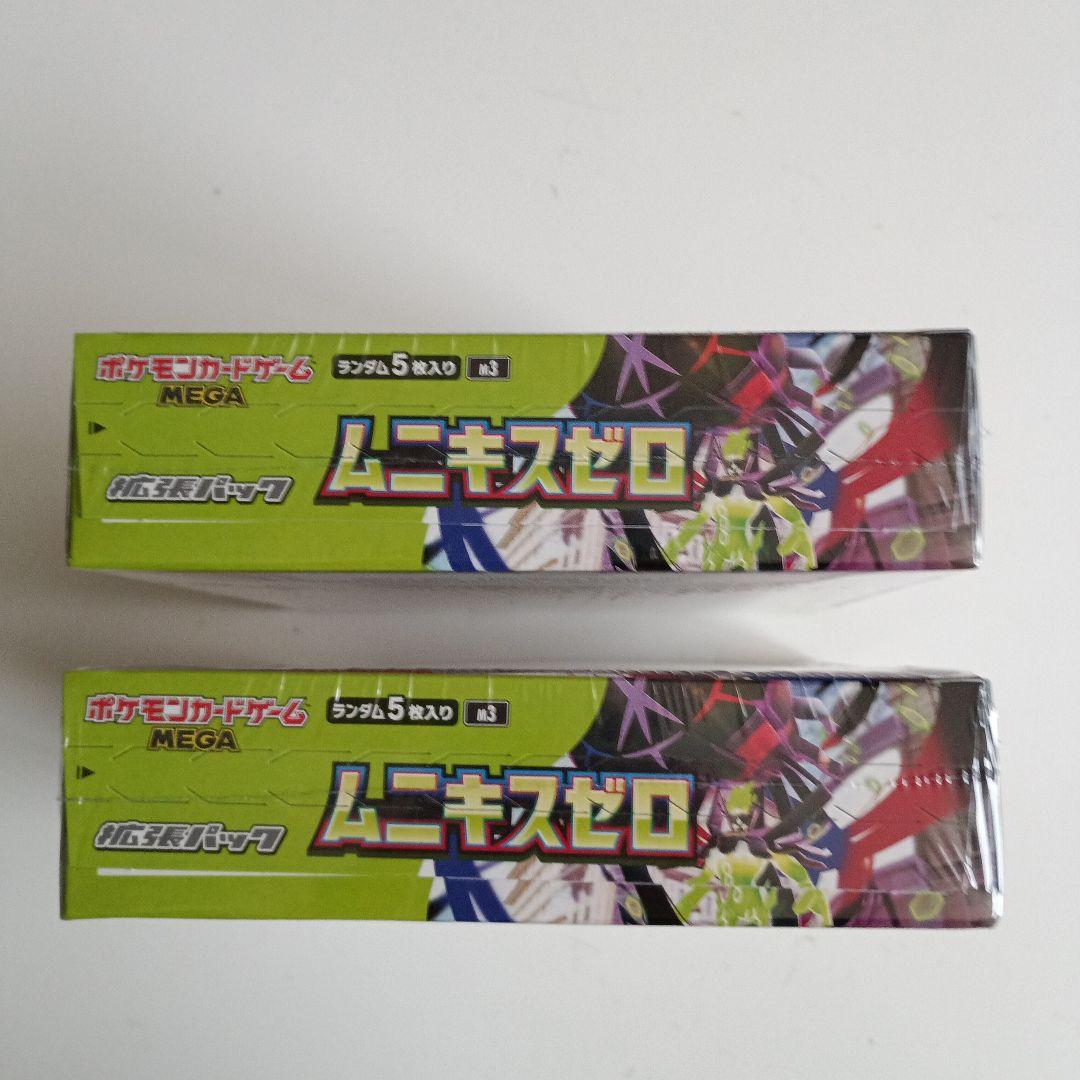 ポケモンカードゲーム
MEGA
ランダム5枚入り M3
ムニキスゼロ
拡張パック
ポケモンカードゲーム
MEGA
ランダム5枚入り M3
ムニキスゼロ
拡張パック